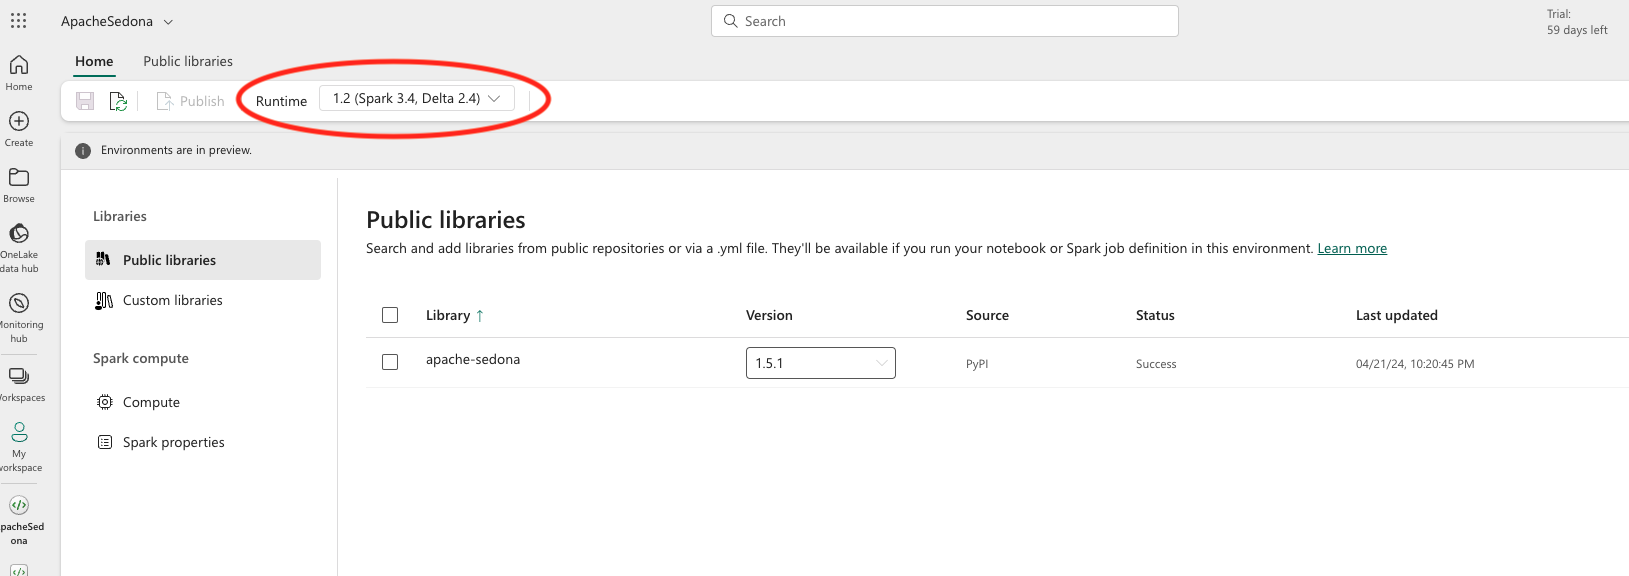 ApacheSedona
Search
Trial:
59 days left
Home
Public libraries
Home
Publish
Runtime
1.2 (Spark 3.4, Delta 2.4)
Create
Environments are in preview.
Browse
Libraries
Public libraries
Custom libraries
Spark compute
Compute
Spark properties
Public libraries
Search and add libraries from public repositories or via a .yml file. They'll be available if you run your notebook or Spark job definition in this environment. Learn more
Library ↑ Version Source Status Last updated
apache-sedona 1.5.1 PyPI Success 04/21/24, 10:20:45 PM
OneLake
data hub
Monitoring
hub
Workspaces
My
workspace
ApacheSed
ona